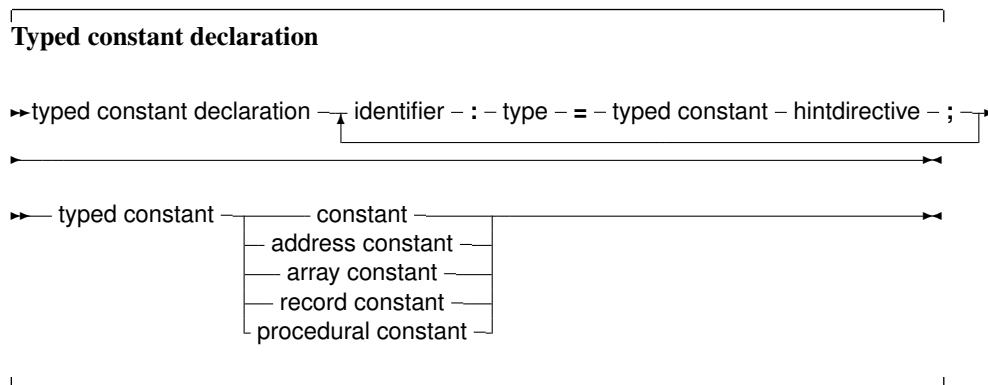 Typed constant declaration
typed constant declaration identifier : type = typed constant hintdirective ;
typed constant constant
address constant
array constant
record constant
procedural constant